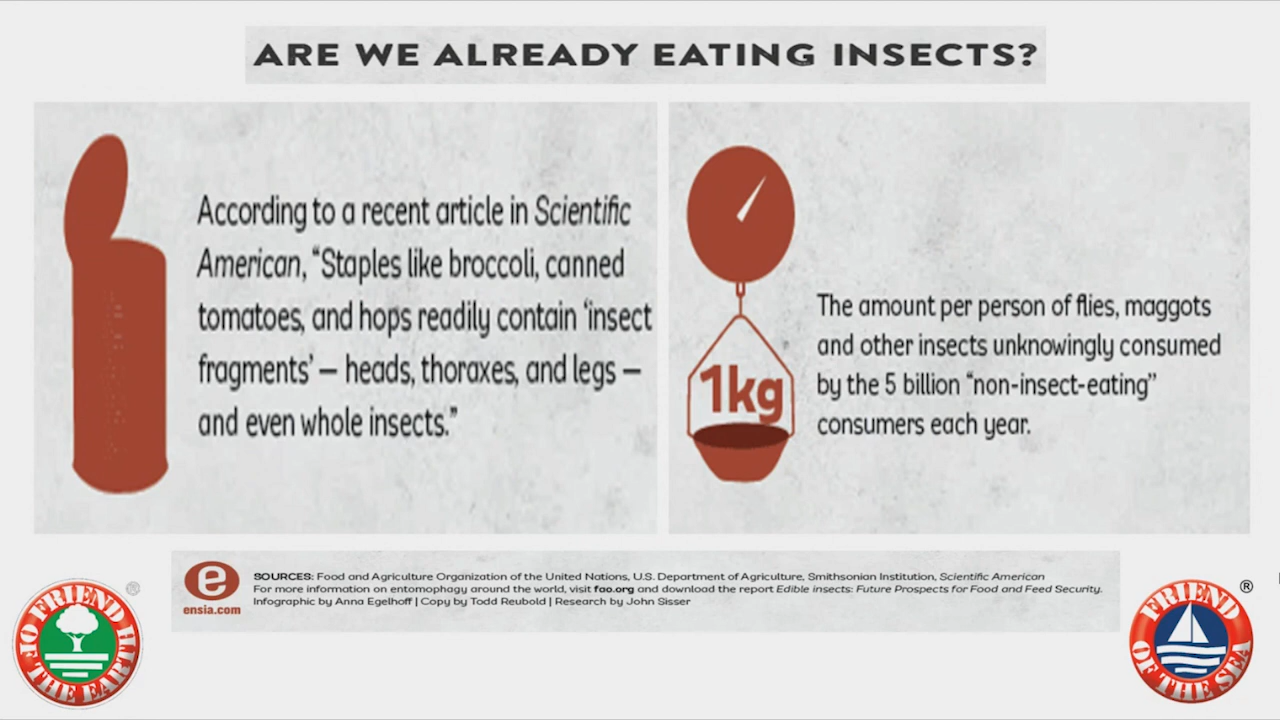 ARE WE ALREADY EATING INSECTS?
According to a recent article in Scientific
American, “Staples like broccoli, canned
tomatoes, and hops readily contain ‘insect
fragments’ – heads, thoraxes, and legs –
and even whole insects.”
1kg
The amount per person of flies, maggots
and other insects unknowingly consumed
by the 5 billion “non-insect-eating”
consumers each year.
e
ensia.com
SOURCES: Food and Agriculture Organization of the United Nations, U.S. Department of Agriculture, Smithsonian Institution, Scientific American
For more information on entomophagy around the world, visit fao.org and download the report Edible insects: Future Prospects for Food and Feed Security.
Infographic by Anna Egelhoff | Copy by Todd Reubold | Research by John Sisser
FRIEND OF THE EARTH ®
FRIEND OF THE SEA ®